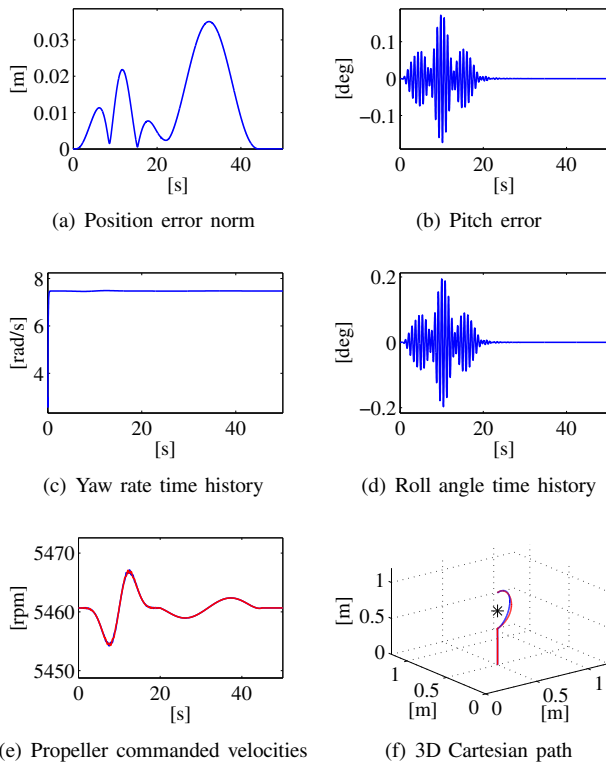 0.03
0.02
0.01
0
[m]
0
20
40
[s]
(a) Position error norm
0.1
0
−0.1
[deg]
0
20
40
[s]
(b) Pitch error
8
6
4
[rad/s]
0
20
40
[s]
(c) Yaw rate time history
0.2
0
−0.2
[deg]
0
20
40
[s]
(d) Roll angle time history
5470
5460
5450
[rpm]
0
20
40
[s]
(e) Propeller commanded velocities
1
0.5
0
[m]
1
0.5
0
[m]
0
0.5
1
[m]
(f) 3D Cartesian path